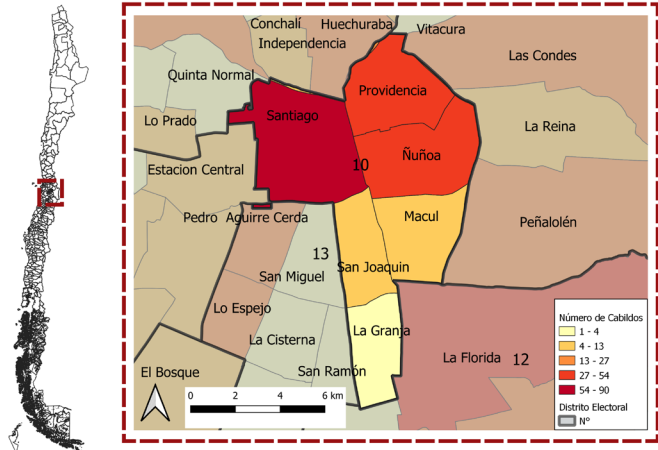 Conchalí
Huechuraba
Vitacura
Independencia
Las Condes
Quinta Normal
Providencia
Lo Prado
Santiago
La Reina
Ñuñoa
10
Estacion Central
Pedro Aguirre Cerda
Macul
Peñalolén
13
San Miguel
San Joaquin
Lo Espejo
La Granja
La Cisterna
La Florida
12
San Ramón
El Bosque
0 2 4 6 km
Número de Cabildos
1 - 4
4 - 13
13 - 27
27 - 54
54 - 90
Distrito Electoral
N°